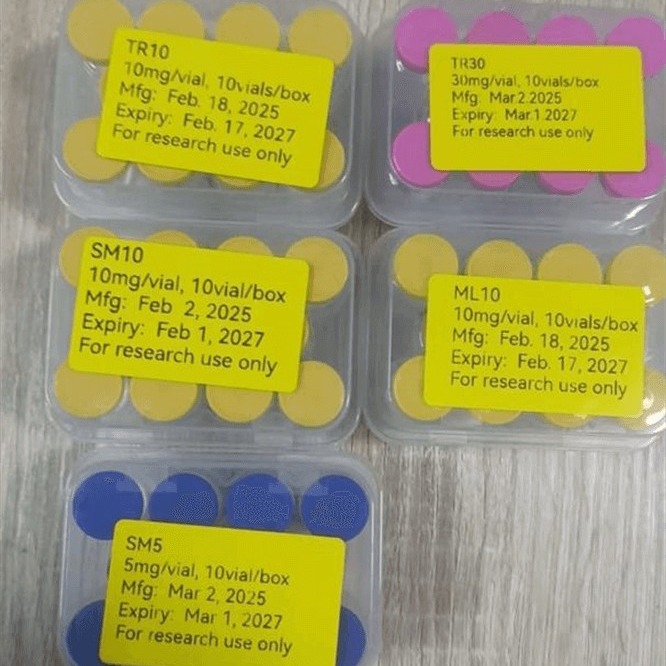 TR10
10mg/vial, 10vials/box
Mfg: Feb. 18, 2025
Expiry: Feb. 17, 2027
For research use only
TR30
30mg/vial, 10vials/box
Mfg: Mar.2.2025
Expiry: Mar.1.2027
For research use only
SM10
10mg/vial, 10vial/box
Mfg: Feb 2, 2025
Expiry: Feb 1, 2027
For research use only
ML10
10mg/vial, 10vials/box
Mfg: Feb. 18, 2025
Expiry: Feb. 17, 2027
For research use only
SM5
5mg/vial, 10vial/box
Mfg: Mar 2, 2025
Expiry: Mar 1, 2027
For research use only